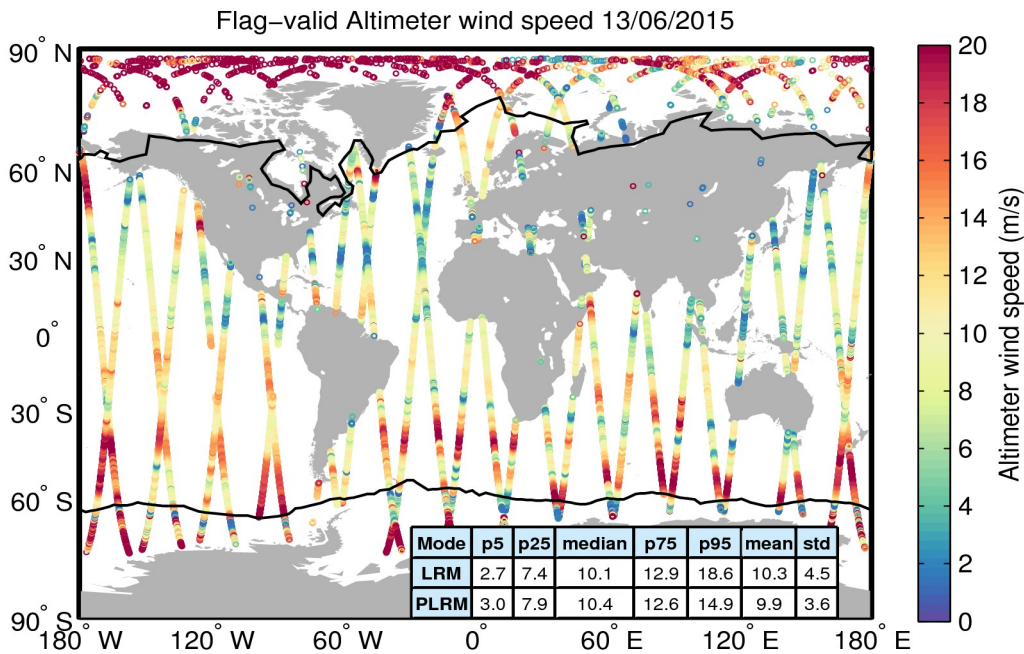 Flag−valid Altimeter wind speed 13/06/2015
90° N
60° N
30° N
0°
30° S
60° S
90° S
180° W
120° W
60° W
0°
60° E
120° E
180° E
Mode p5 p25 median p75 p95 mean std
LRM 2.7 7.4 10.1 12.9 18.6 10.3 4.5
PLRM 3.0 7.9 10.4 12.6 14.9 9.9 3.6
20
18
16
14
12
10
8
6
4
2
0
Altimeter wind speed (m/s)